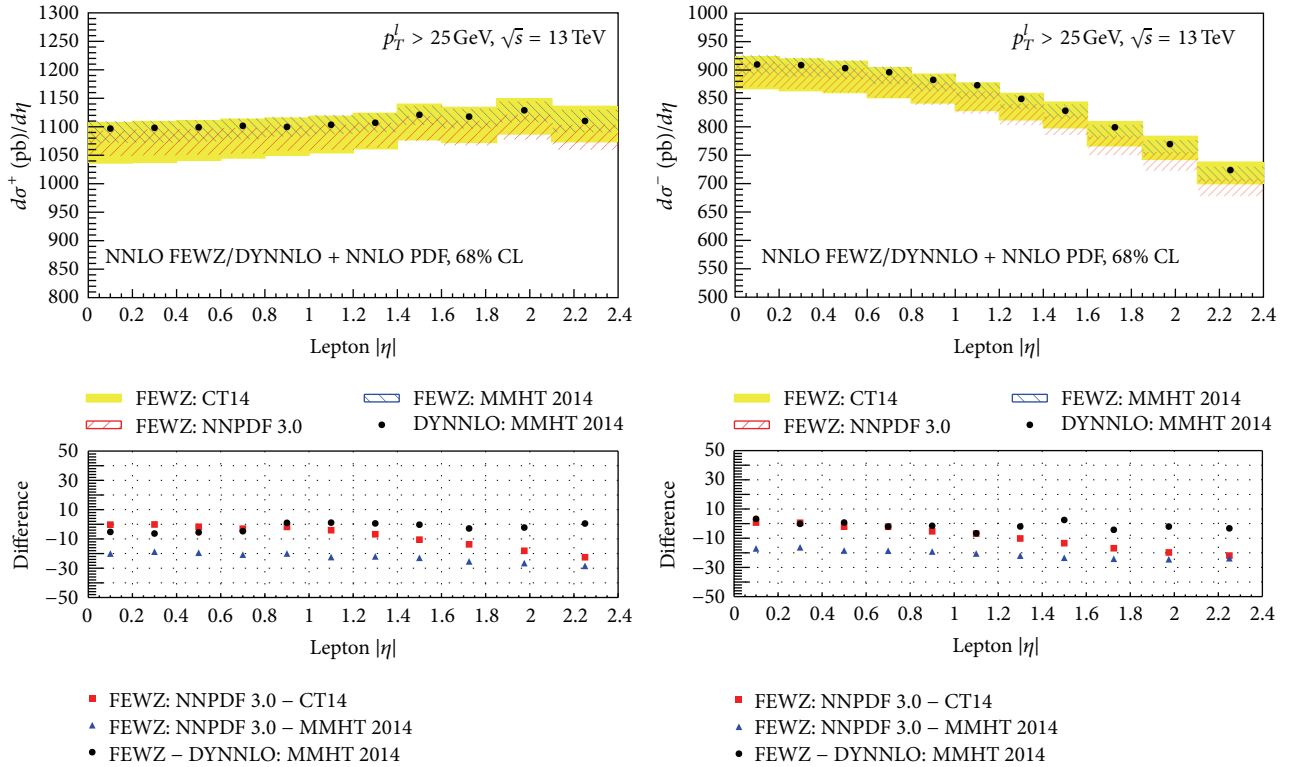 1300
1250
1200
1150
1100
1050
1000
950
900
850
800
dσ⁺ (pb)/dη
p_T^l > 25 GeV, √s = 13 TeV
NNLO FEWZ/DYNNLO + NNLO PDF, 68% CL
0 0.2 0.4 0.6 0.8 1 1.2 1.4 1.6 1.8 2 2.2 2.4
Lepton |η|
FEWZ: CT14
FEWZ: NNPDF 3.0
FEWZ: MMHT 2014
DYNNLO: MMHT 2014
50
30
10
−10
−30
−50
Difference
0 0.2 0.4 0.6 0.8 1 1.2 1.4 1.6 1.8 2 2.2 2.4
Lepton |η|
FEWZ: NNPDF 3.0 − CT14
FEWZ: NNPDF 3.0 − MMHT 2014
FEWZ − DYNNLO: MMHT 2014
1000
950
900
850
800
750
700
650
600
550
500
dσ⁻ (pb)/dη
p_T^l > 25 GeV, √s = 13 TeV
NNLO FEWZ/DYNNLO + NNLO PDF, 68% CL
0 0.2 0.4 0.6 0.8 1 1.2 1.4 1.6 1.8 2 2.2 2.4
Lepton |η|
FEWZ: CT14
FEWZ: NNPDF 3.0
FEWZ: MMHT 2014
DYNNLO: MMHT 2014
50
30
10
−10
−30
−50
Difference
0 0.2 0.4 0.6 0.8 1 1.2 1.4 1.6 1.8 2 2.2 2.4
Lepton |η|
FEWZ: NNPDF 3.0 − CT14
FEWZ: NNPDF 3.0 − MMHT 2014
FEWZ − DYNNLO: MMHT 2014